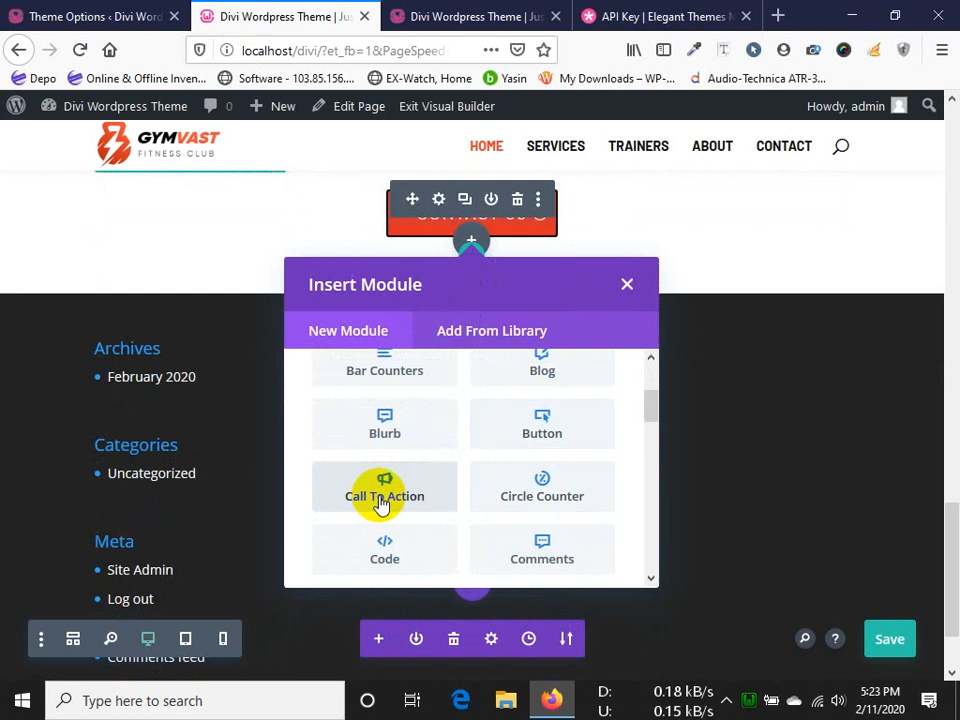 Theme Options ‹ Divi Word
Divi Wordpress Theme | Jus
Divi Wordpress Theme | Jus
API Key | Elegant Themes M
localhost/divi/?et_fb=1&PageSpeed
Depo
Online & Offline Inven...
Software - 103.85.156....
EX-Watch, Home
Yasin
My Downloads – WP-...
Audio-Technica ATR-3...
Divi Wordpress Theme
0
New
Edit Page
Exit Visual Builder
Howdy, admin
GYMVAST
FITNESS CLUB
HOME
SERVICES
TRAINERS
ABOUT
CONTACT
Insert Module
New Module
Add From Library
Bar Counters
Blog
Blurb
Button
Call To Action
Circle Counter
Code
Comments
Archives
February 2020
Categories
Uncategorized
Meta
Site Admin
Log out
Comments feed
Save
Type here to search
D: 0.18 kB/s
U: 0.15 kB/s
5:23 PM
2/11/2020